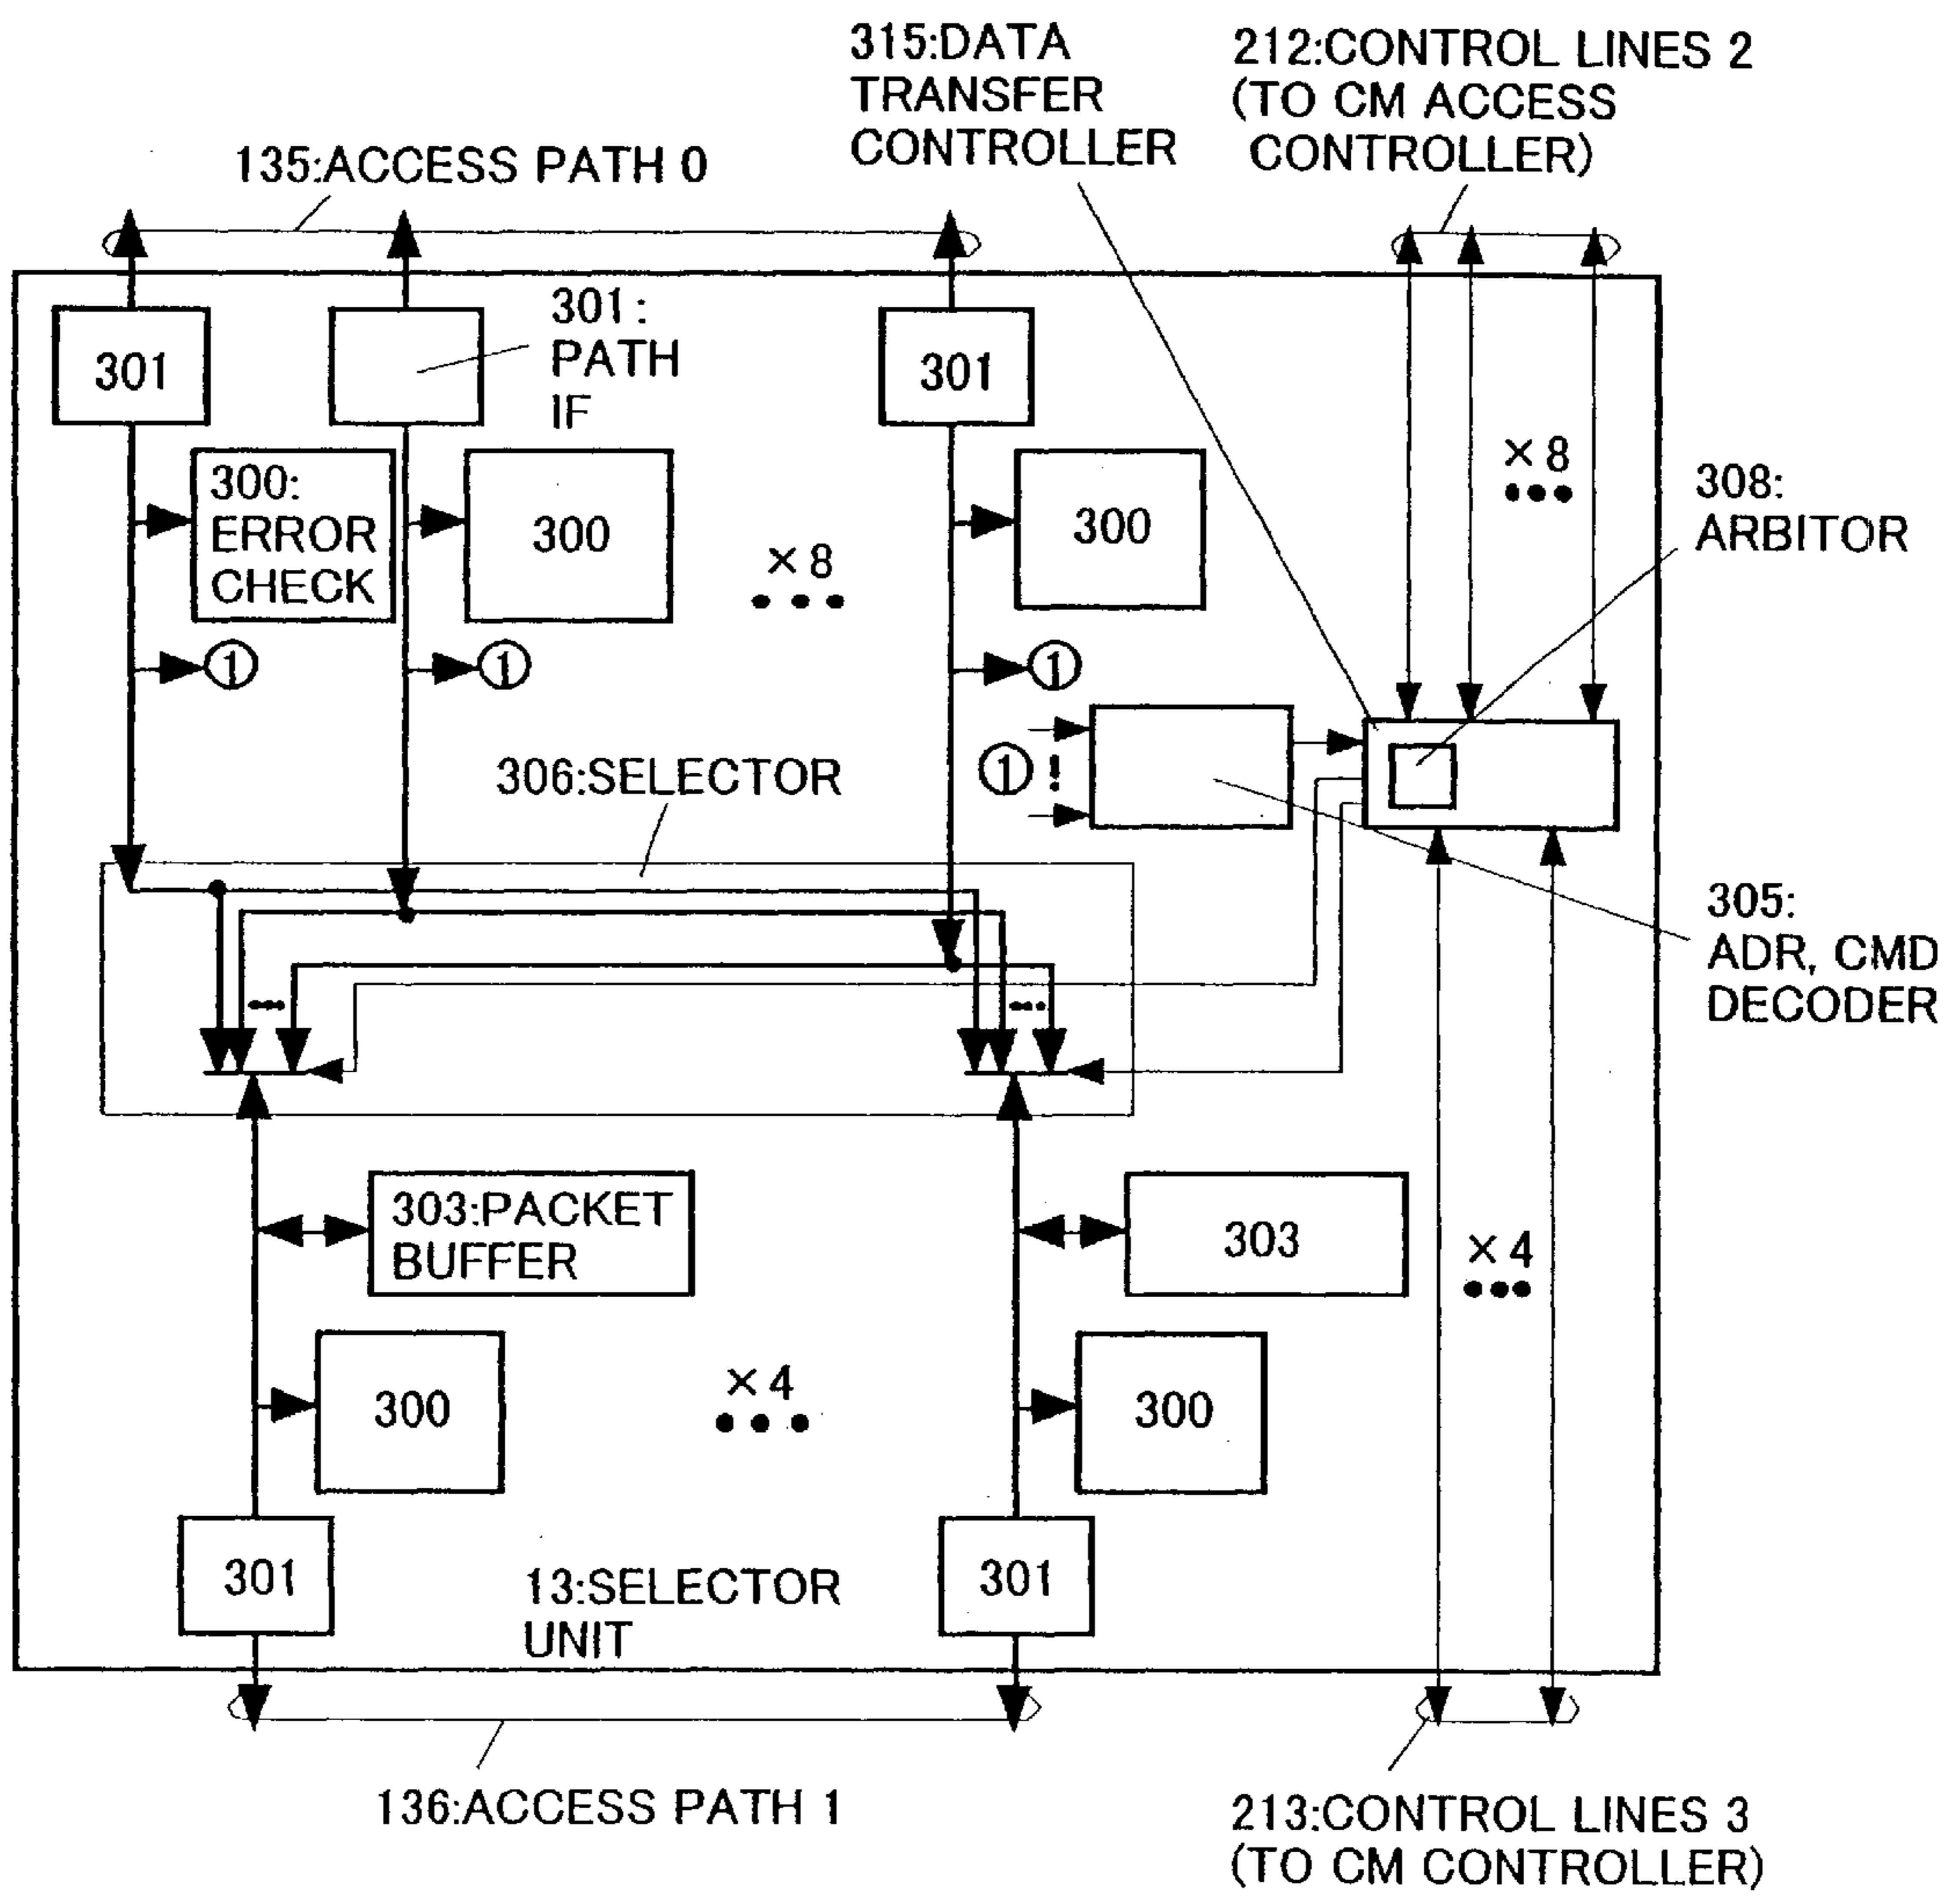 315:DATA
TRANSFER
CONTROLLER
212:CONTROL LINES 2
(TO CM ACCESS
CONTROLLER)
135:ACCESS PATH 0
301
301:
PATH
IF
301
300:
ERROR
CHECK
300
×8
300
×8
308:
ARBITOR
①
①
①
306:SELECTOR
①
305:
ADR, CMD
DECODER
303:PACKET
BUFFER
303
×4
300
×4
300
301
13:SELECTOR
UNIT
301
136:ACCESS PATH 1
213:CONTROL LINES 3
(TO CM CONTROLLER)